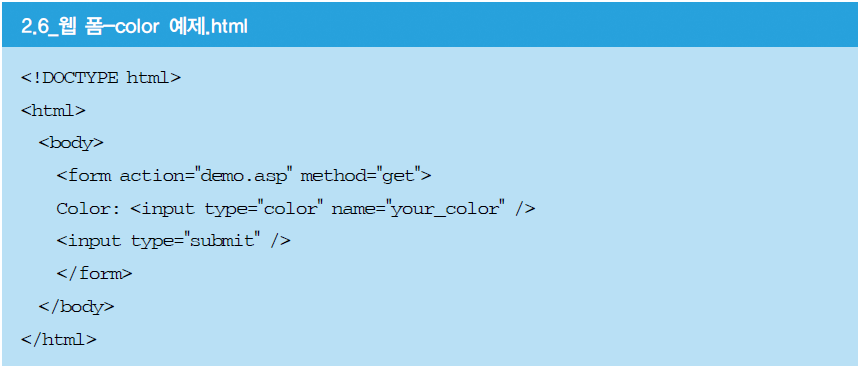 2.6_웹 폼-color 예제.html
<!DOCTYPE html>
<html>
<body>
<form action="demo.asp" method="get">
Color: <input type="color" name="your_color" />
<input type="submit" />
</form>
</body>
</html>